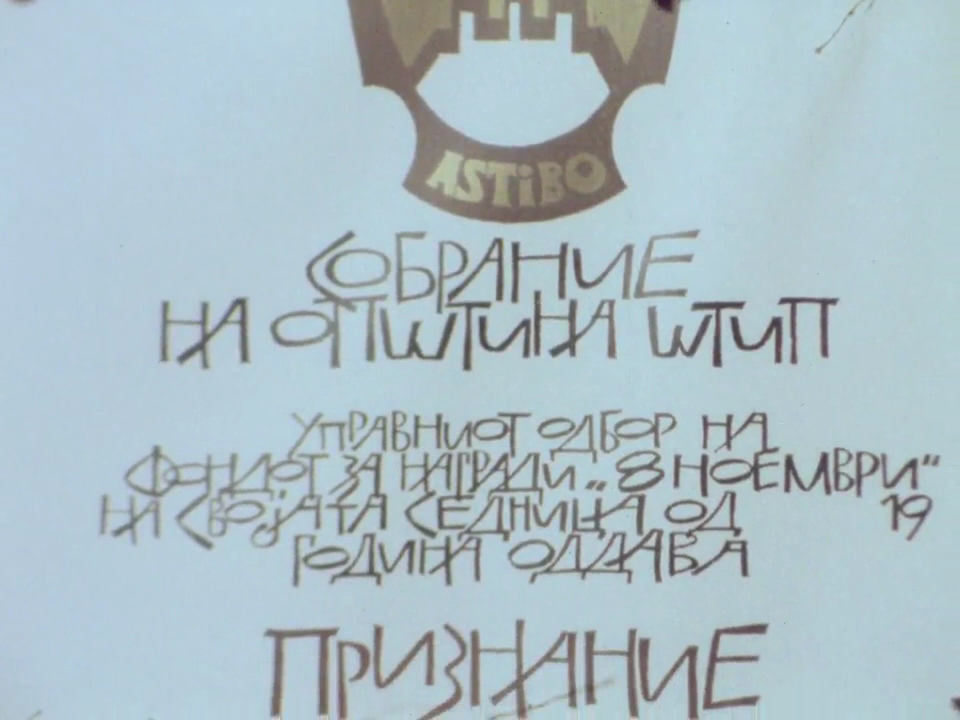 ASTiBO
СОБРАНИЕ
НА ОПШТИНА ШТИП
УПРАВНИОТ ОДБОР НА
ФОНДОТ ЗА НАГРАДИ „8 НОЕМВРИ“
НА СВОЈАТА СЕДНИЦА ОД 19
ГОДИНА ОДДАВА
ПРИЗНАНИЕ